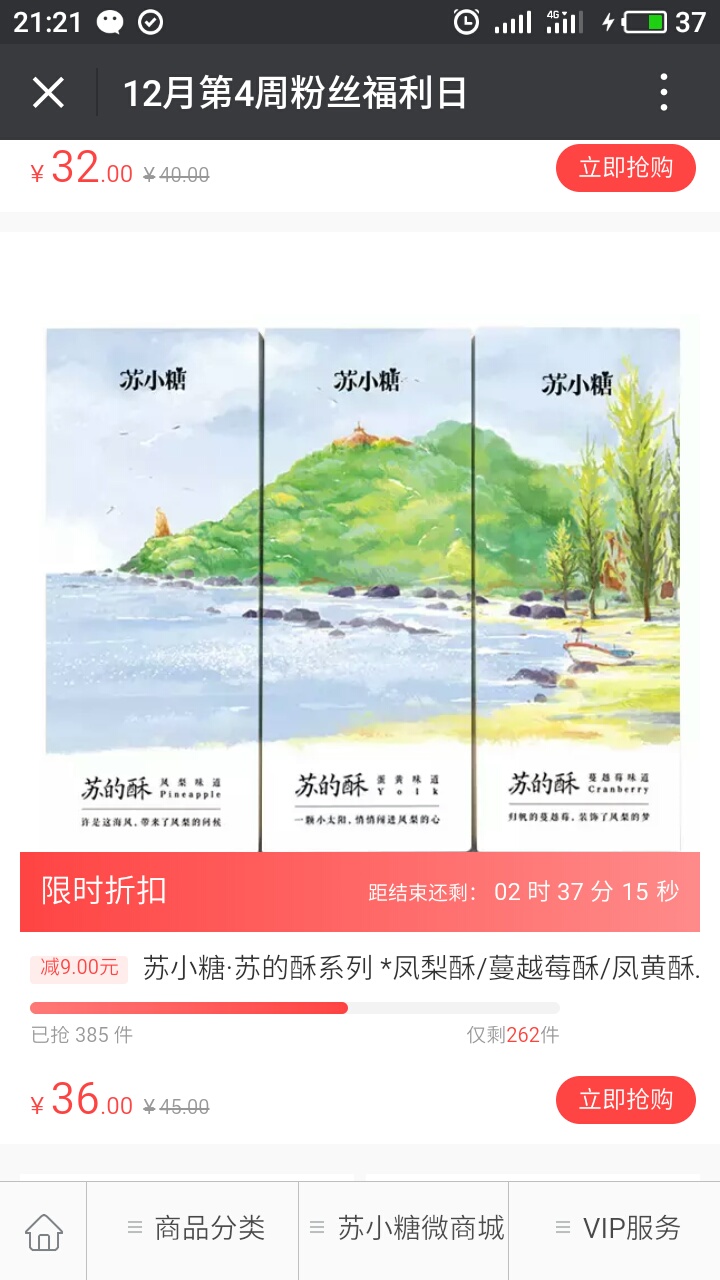 21:21 4G 37
12月第4周粉丝福利日
¥ 32.00 ¥40.00 立即抢购
苏小糖 苏小糖 苏小糖
苏的酥 凤梨味道 Pineapple 苏的酥 蛋黄味道 Yolk 苏的酥 蔓越莓味道 Cranberry
许是这海风,带来了凤梨的问候 一颗小太阳,悄悄闯进凤梨的心 归帆的蔓越莓,装饰了凤梨的梦
限时折扣 距结束还剩: 02 时 37 分 15 秒
减9.00元 苏小糖·苏的酥系列 *凤梨酥/蔓越莓酥/凤黄酥.
已抢 385 件 仅剩262件
¥ 36.00 ¥45.00 立即抢购
商品分类 苏小糖微商城 VIP服务